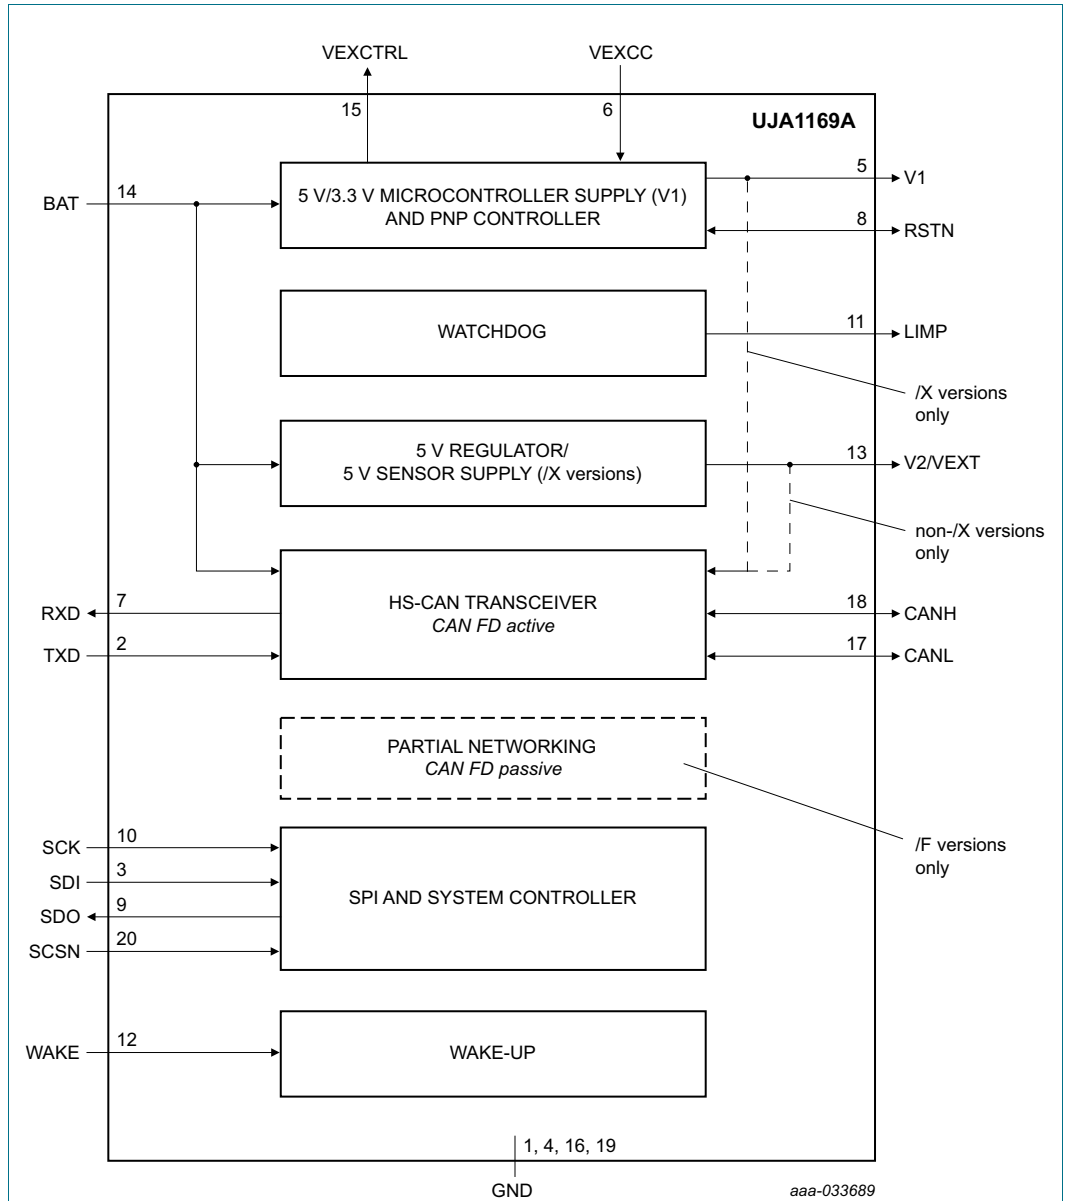 VEXCTRL
VEXCC
15
6
UJA1169A
5 V/3.3 V MICROCONTROLLER SUPPLY (V1)
AND PNP CONTROLLER
BAT
14
5
V1
8
RSTN
WATCHDOG
11
LIMP
/X versions
only
5 V REGULATOR/
5 V SENSOR SUPPLY (/X versions)
13
V2/VEXT
non-/X versions
only
HS-CAN TRANSCEIVER
CAN FD active
RXD
7
TXD
2
18
CANH
17
CANL
PARTIAL NETWORKING
CAN FD passive
/F versions
only
SCK
10
SDI
3
SDO
9
SCSN
20
SPI AND SYSTEM CONTROLLER
WAKE
12
WAKE-UP
1, 4, 16, 19
GND
aaa-033689